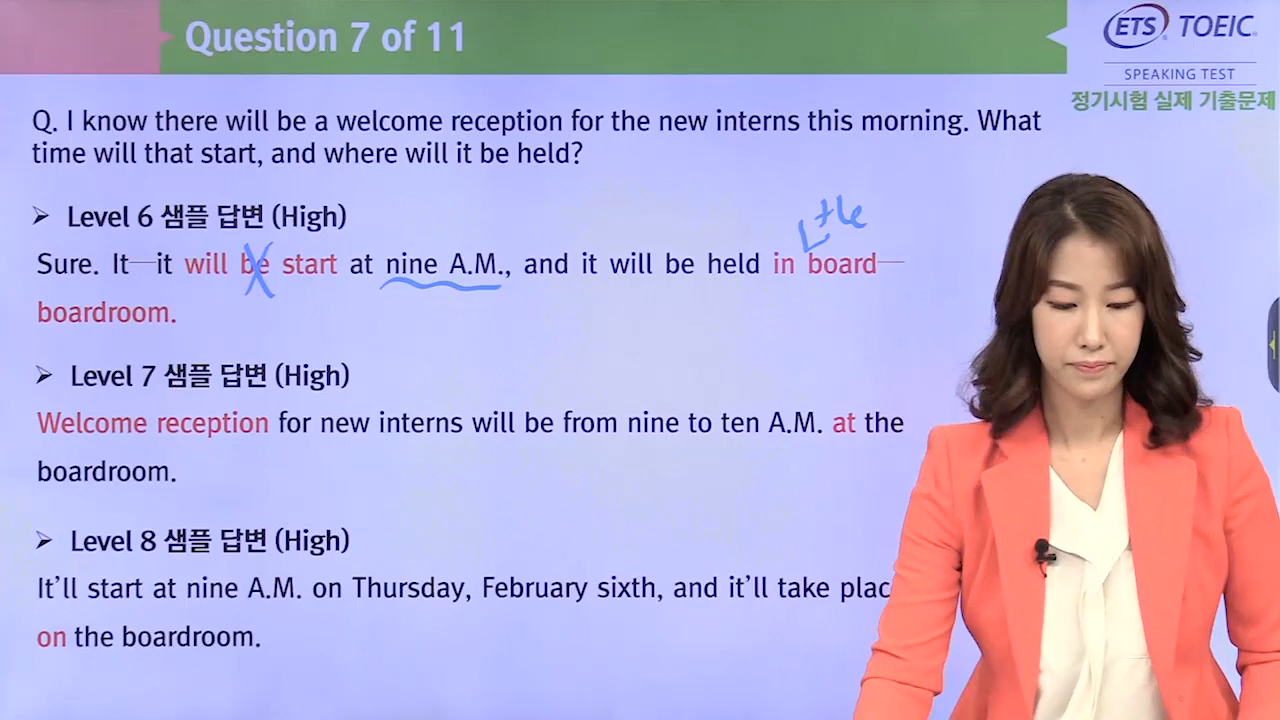 Question 7 of 11
ETS TOEIC
SPEAKING TEST
정기시험 실제 기출문제
Q. I know there will be a welcome reception for the new interns this morning. What
time will that start, and where will it be held?
➢ Level 6 샘플 답변 (High)
the
Sure. It—it will be start at nine A.M., and it will be held in board—
boardroom.
➢ Level 7 샘플 답변 (High)
Welcome reception for new interns will be from nine to ten A.M. at the
boardroom.
➢ Level 8 샘플 답변 (High)
It’ll start at nine A.M. on Thursday, February sixth, and it’ll take plac
on the boardroom.